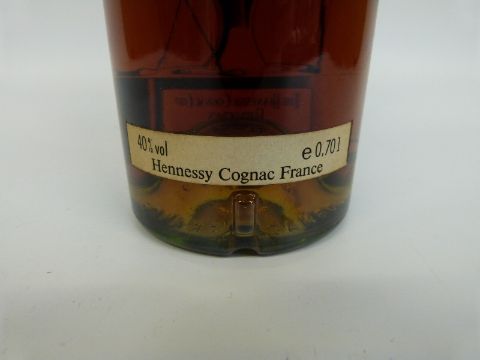 40% vol e 0.70 l
Hennessy Cognac France